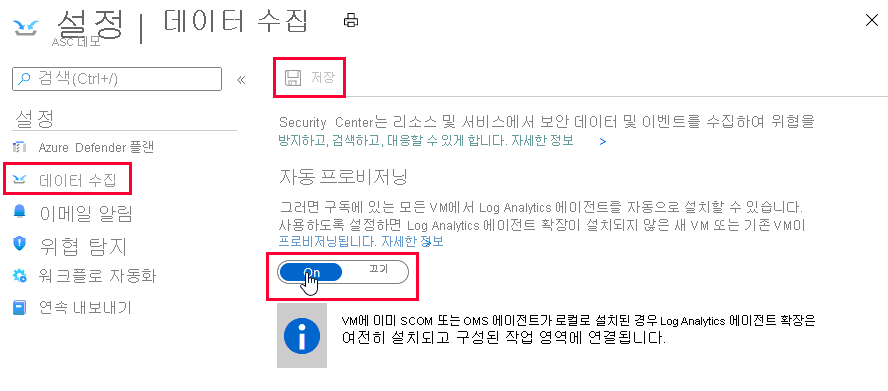 설정 | 데이터 수집
ASC 데모
검색(Ctrl+/)
«
저장
설정
Azure Defender 플랜
데이터 수집
이메일 알림
위협 탐지
워크플로 자동화
연속 내보내기
Security Center는 리소스 및 서비스에서 보안 데이터 및 이벤트를 수집하여 위협을
방지하고, 검색하고, 대응할 수 있게 합니다. 자세한 정보 >
자동 프로비저닝
그러면 구독에 있는 모든 VM에서 Log Analytics 에이전트를 자동으로 설치할 수 있습니다.
사용하도록 설정하면 Log Analytics 에이전트 확장이 설치되지 않은 새 VM 또는 기존 VM이
프로비저닝됩니다. 자세한 정보
On 끄기
VM에 이미 SCOM 또는 OMS 에이전트가 로컬로 설치된 경우 Log Analytics 에이전트 확장은
여전히 설치되고 구성된 작업 영역에 연결됩니다.